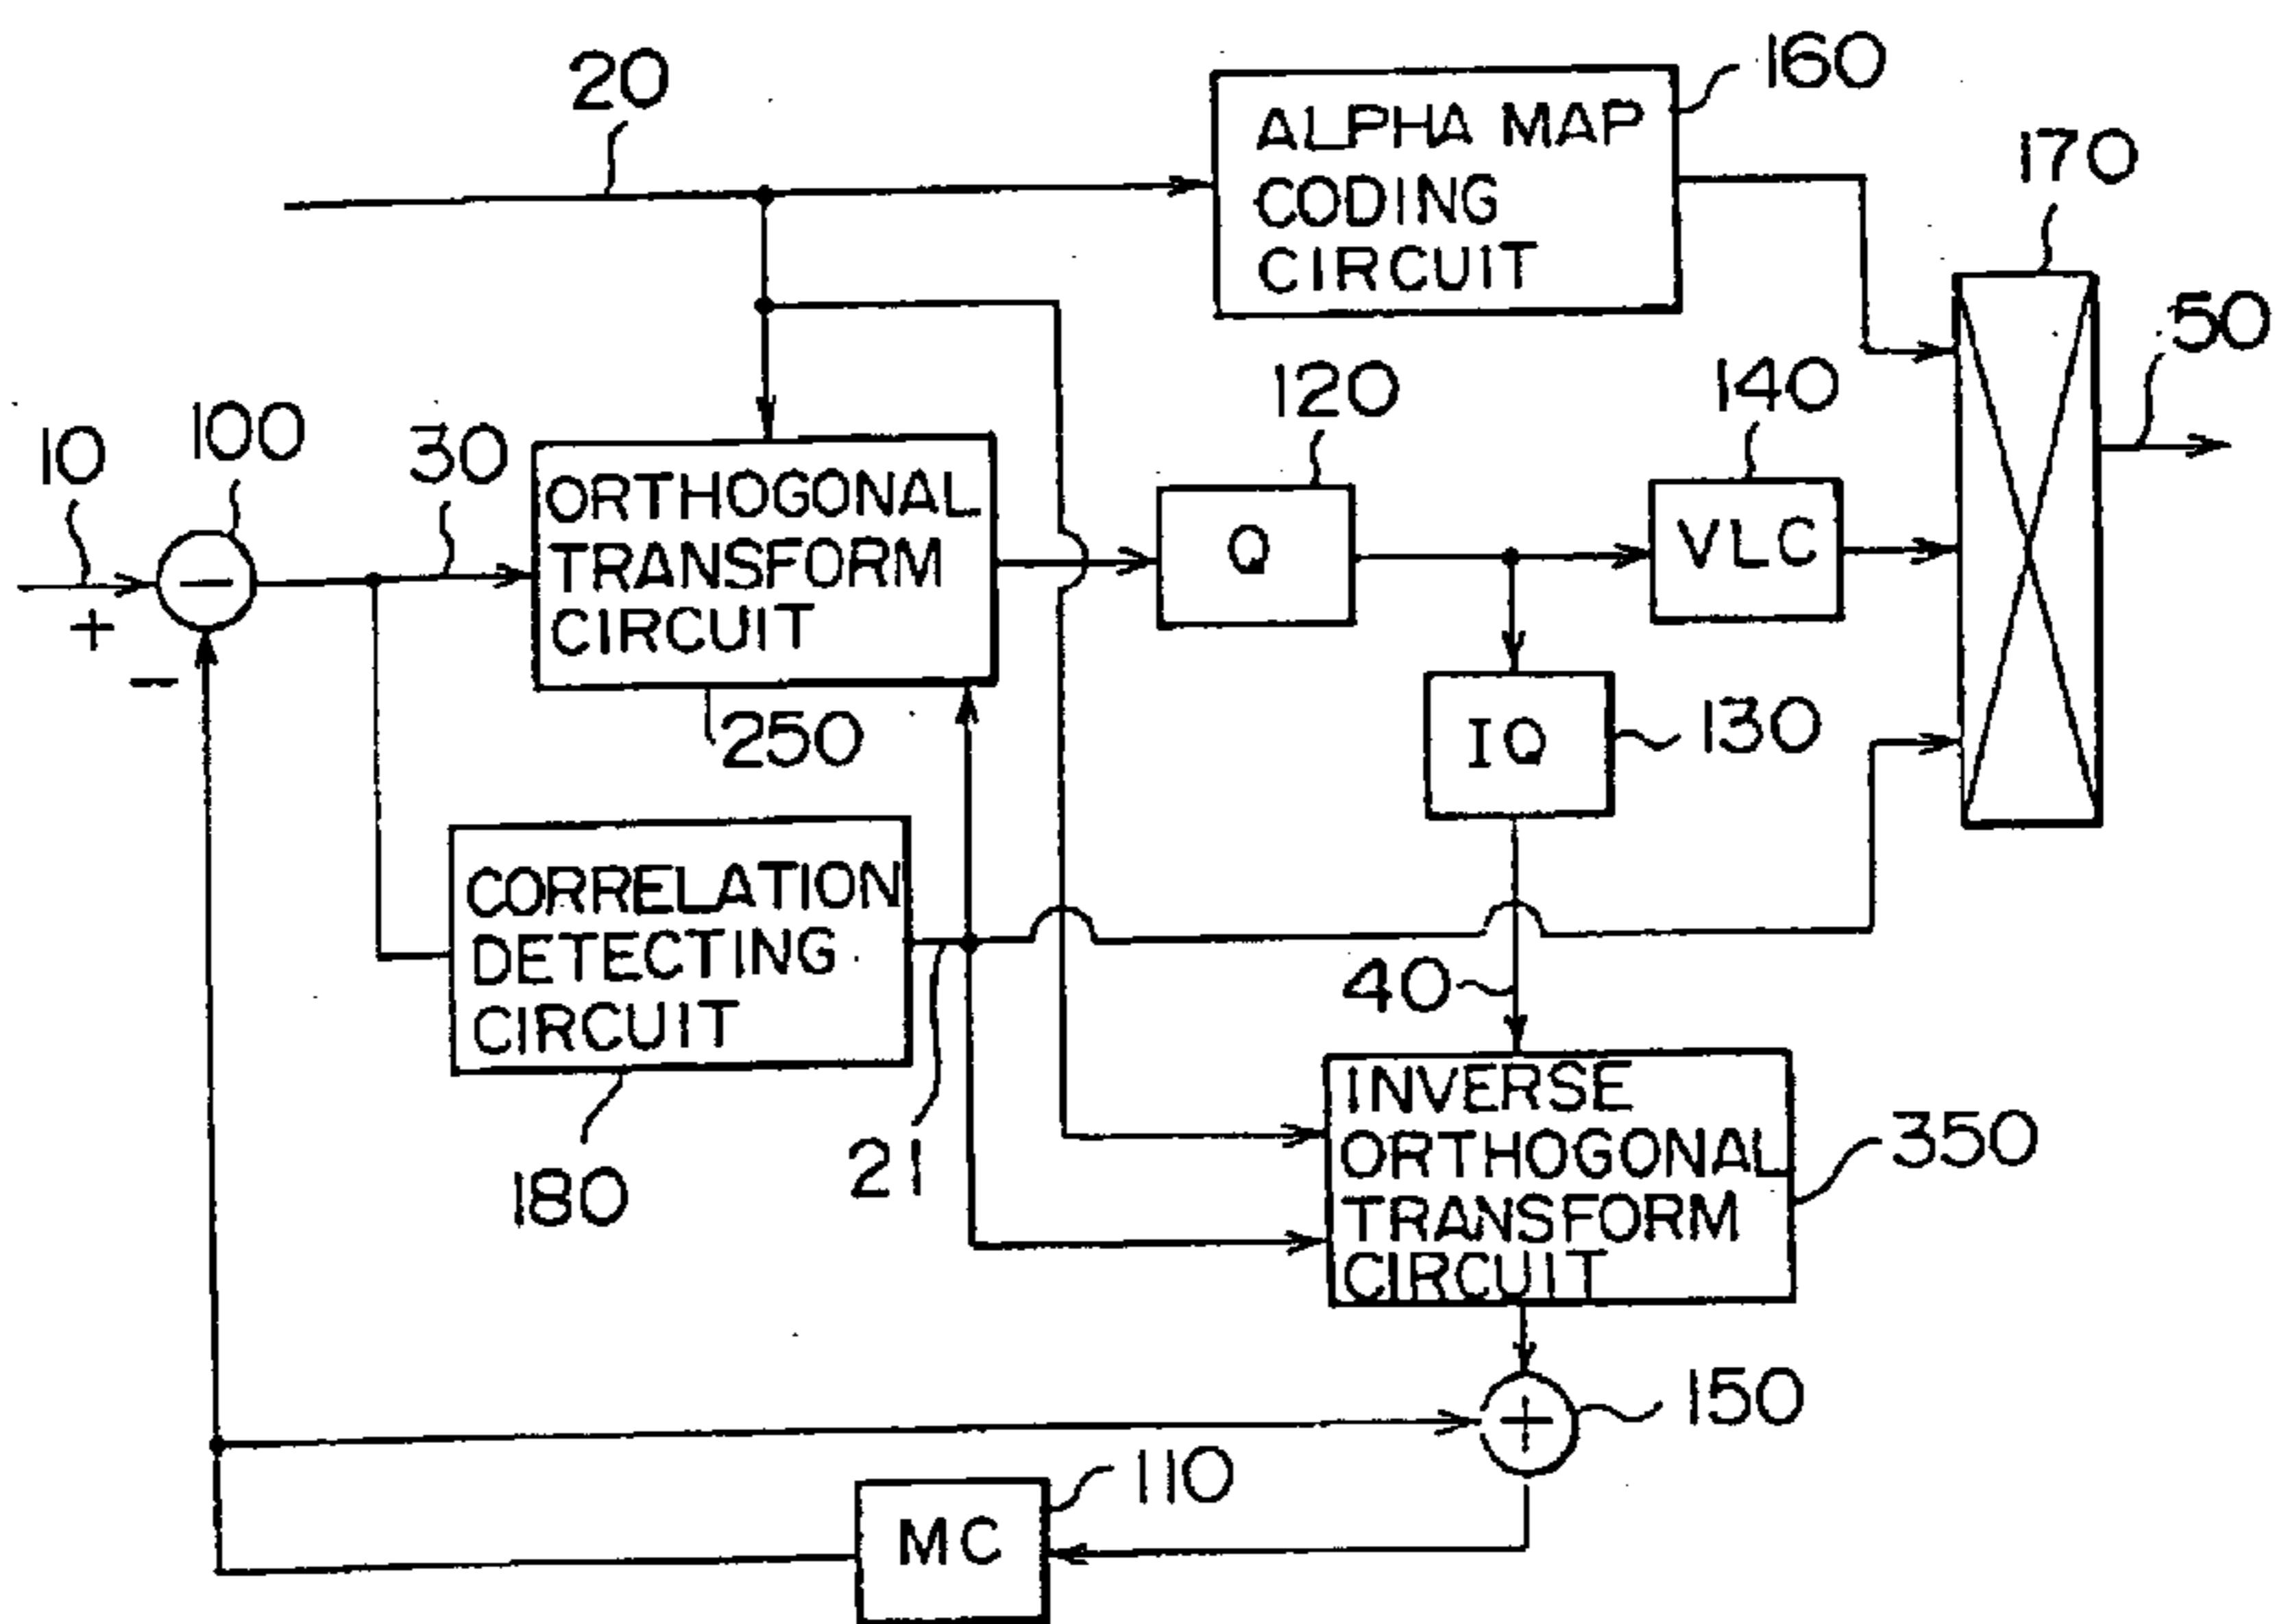 20
160
ALPHA MAP
CODING
CIRCUIT
170
50
10
+
−
100
−
30
ORTHOGONAL
TRANSFORM
CIRCUIT
250
120
Q
140
VLC
IQ
130
CORRELATION
DETECTING
CIRCUIT
180
21
40
INVERSE
ORTHOGONAL
TRANSFORM
CIRCUIT
350
+
150
110
MC